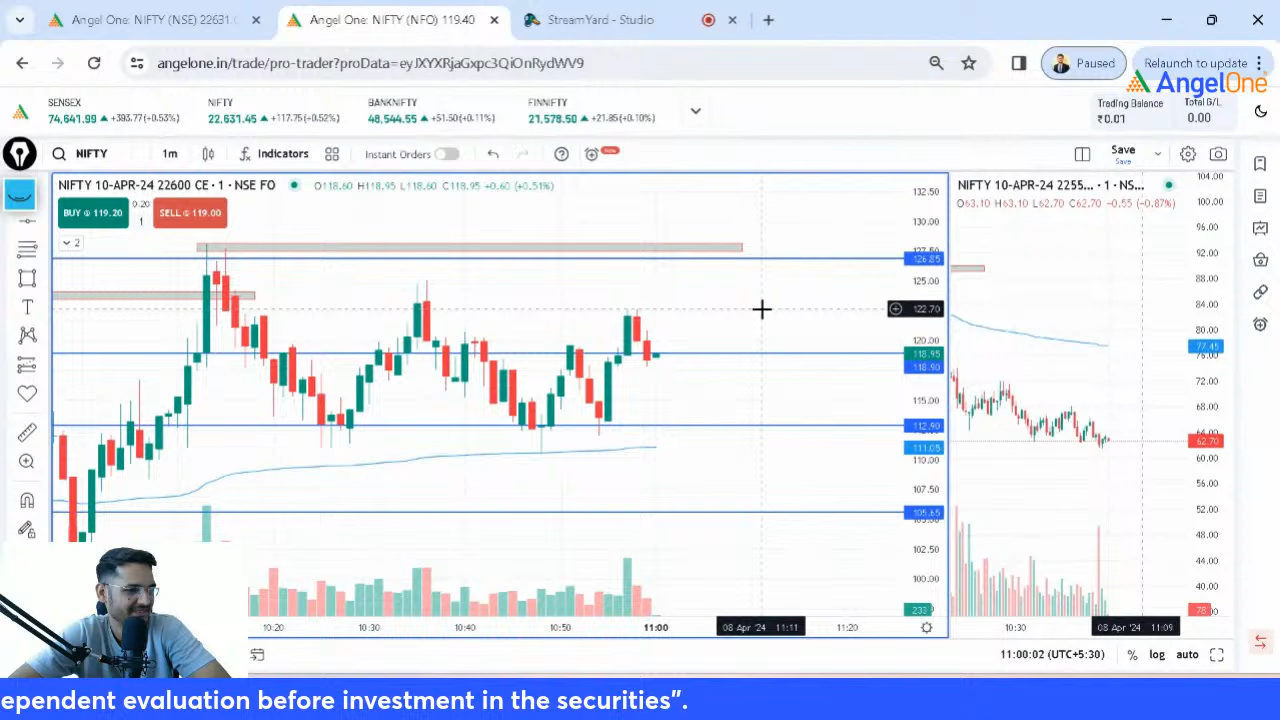 Angel One: NIFTY (NSE) 22631.
Angel One: NIFTY (NFO) 119.40
StreamYard - Studio
angelone.in/trade/pro-trader?proData=eyJXYXRjaGxpc3QiOnRydWV9
Paused
Relaunch to update
AngelOne
SENSEX
74,641.99 +393.77(+0.53%)
NIFTY
22,631.45 +117.75(+0.52%)
BANKNIFTY
48,544.55 +51.50(+0.11%)
FINNIFTY
21,578.50 +21.85(+0.10%)
Trading Balance
₹0.01
Total G/L
0.00
NIFTY
1m
Indicators
Instant Orders
New
Save
Save
NIFTY 10-APR-24 22600 CE · 1 · NSE FO
O118.60 H118.95 L118.60 C118.95 +0.60 (+0.51%)
BUY @ 119.20
0.20
1
SELL @ 119.00
2
132.50
130.00
127.50
126.85
125.00
122.70
120.00
118.95
118.90
115.00
112.90
111.05
110.00
107.50
105.65
102.50
100.00
233
10:20
10:30
10:40
10:50
11:00
08 Apr '24 11:11
11:20
NIFTY 10-APR-24 2255... · 1 · NS...
O63.10 H63.10 L62.70 C62.70 -0.55 (-0.87%)
104.00
100.00
96.00
92.00
88.00
84.00
80.00
77.45
76.00
72.00
68.00
64.00
62.70
60.00
56.00
52.00
48.00
44.00
40.00
78
10:30
08 Apr '24 11:09
11:00:02 (UTC+5:30)
%
log
auto
ependent evaluation before investment in the securities".